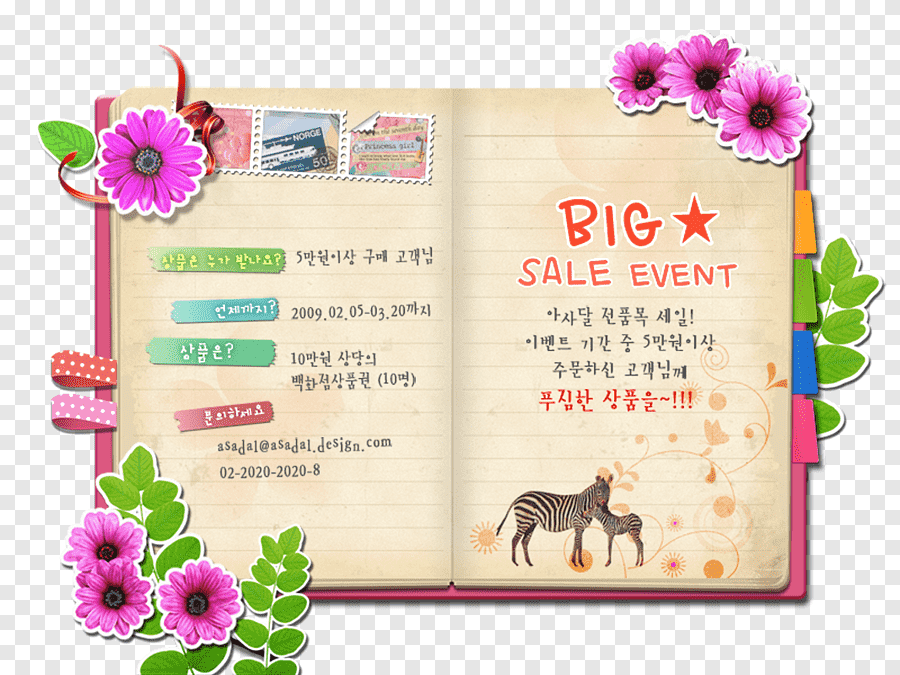 NORGE
50
the seventh day
Princess girl
상품은 누가 받나요?
5만원이상 구매 고객님
언제까지?
2009.02.05-03.20까지
상품은?
10만원 상당의
백화점상품권 (10명)
문의하세요
asadal@asadal.design.com
02-2020-2020-8
BIG★
SALE EVENT
아사달 전품목 세일!
이벤트 기간 중 5만원이상
주문하신 고객님께
푸짐한 상품을~!!!